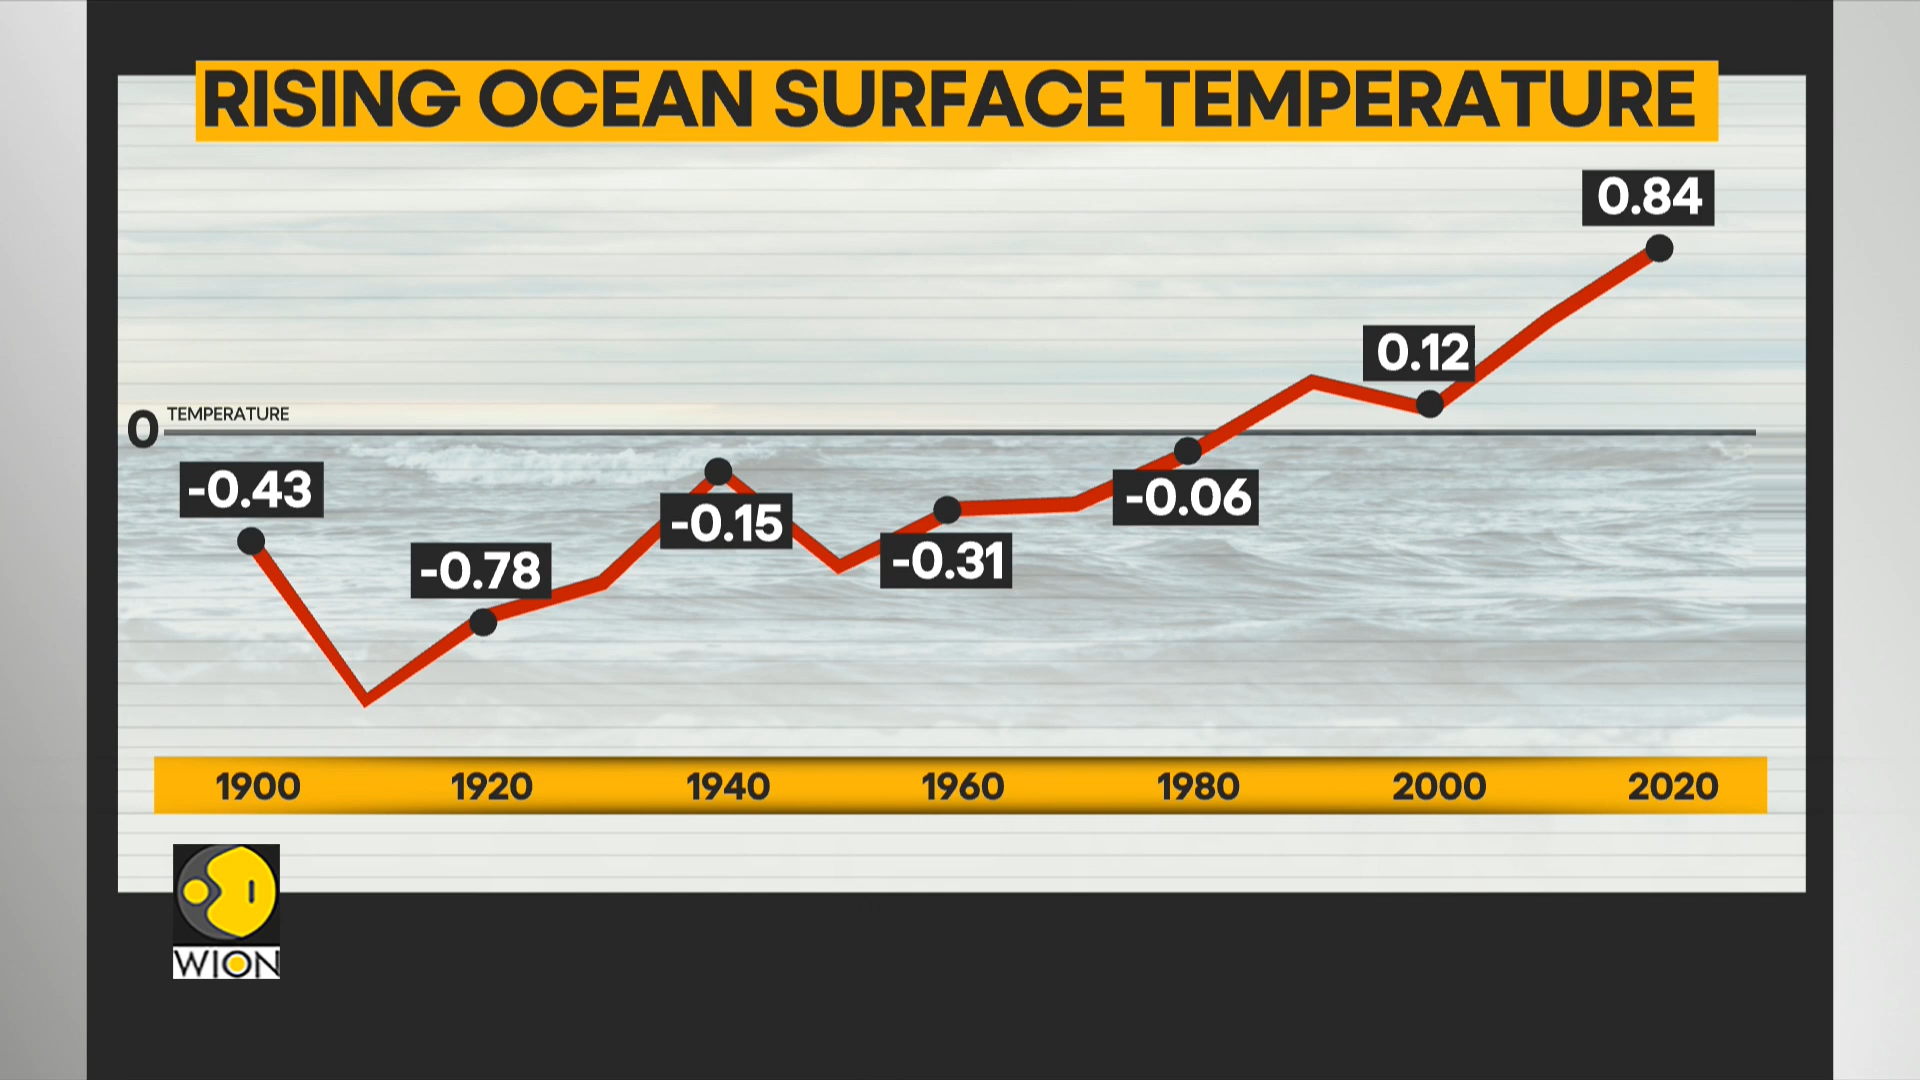 RISING OCEAN SURFACE TEMPERATURE
0.84
0.12
0 TEMPERATURE
-0.43
-0.78
-0.15
-0.31
-0.06
1900 1920 1940 1960 1980 2000 2020
WION